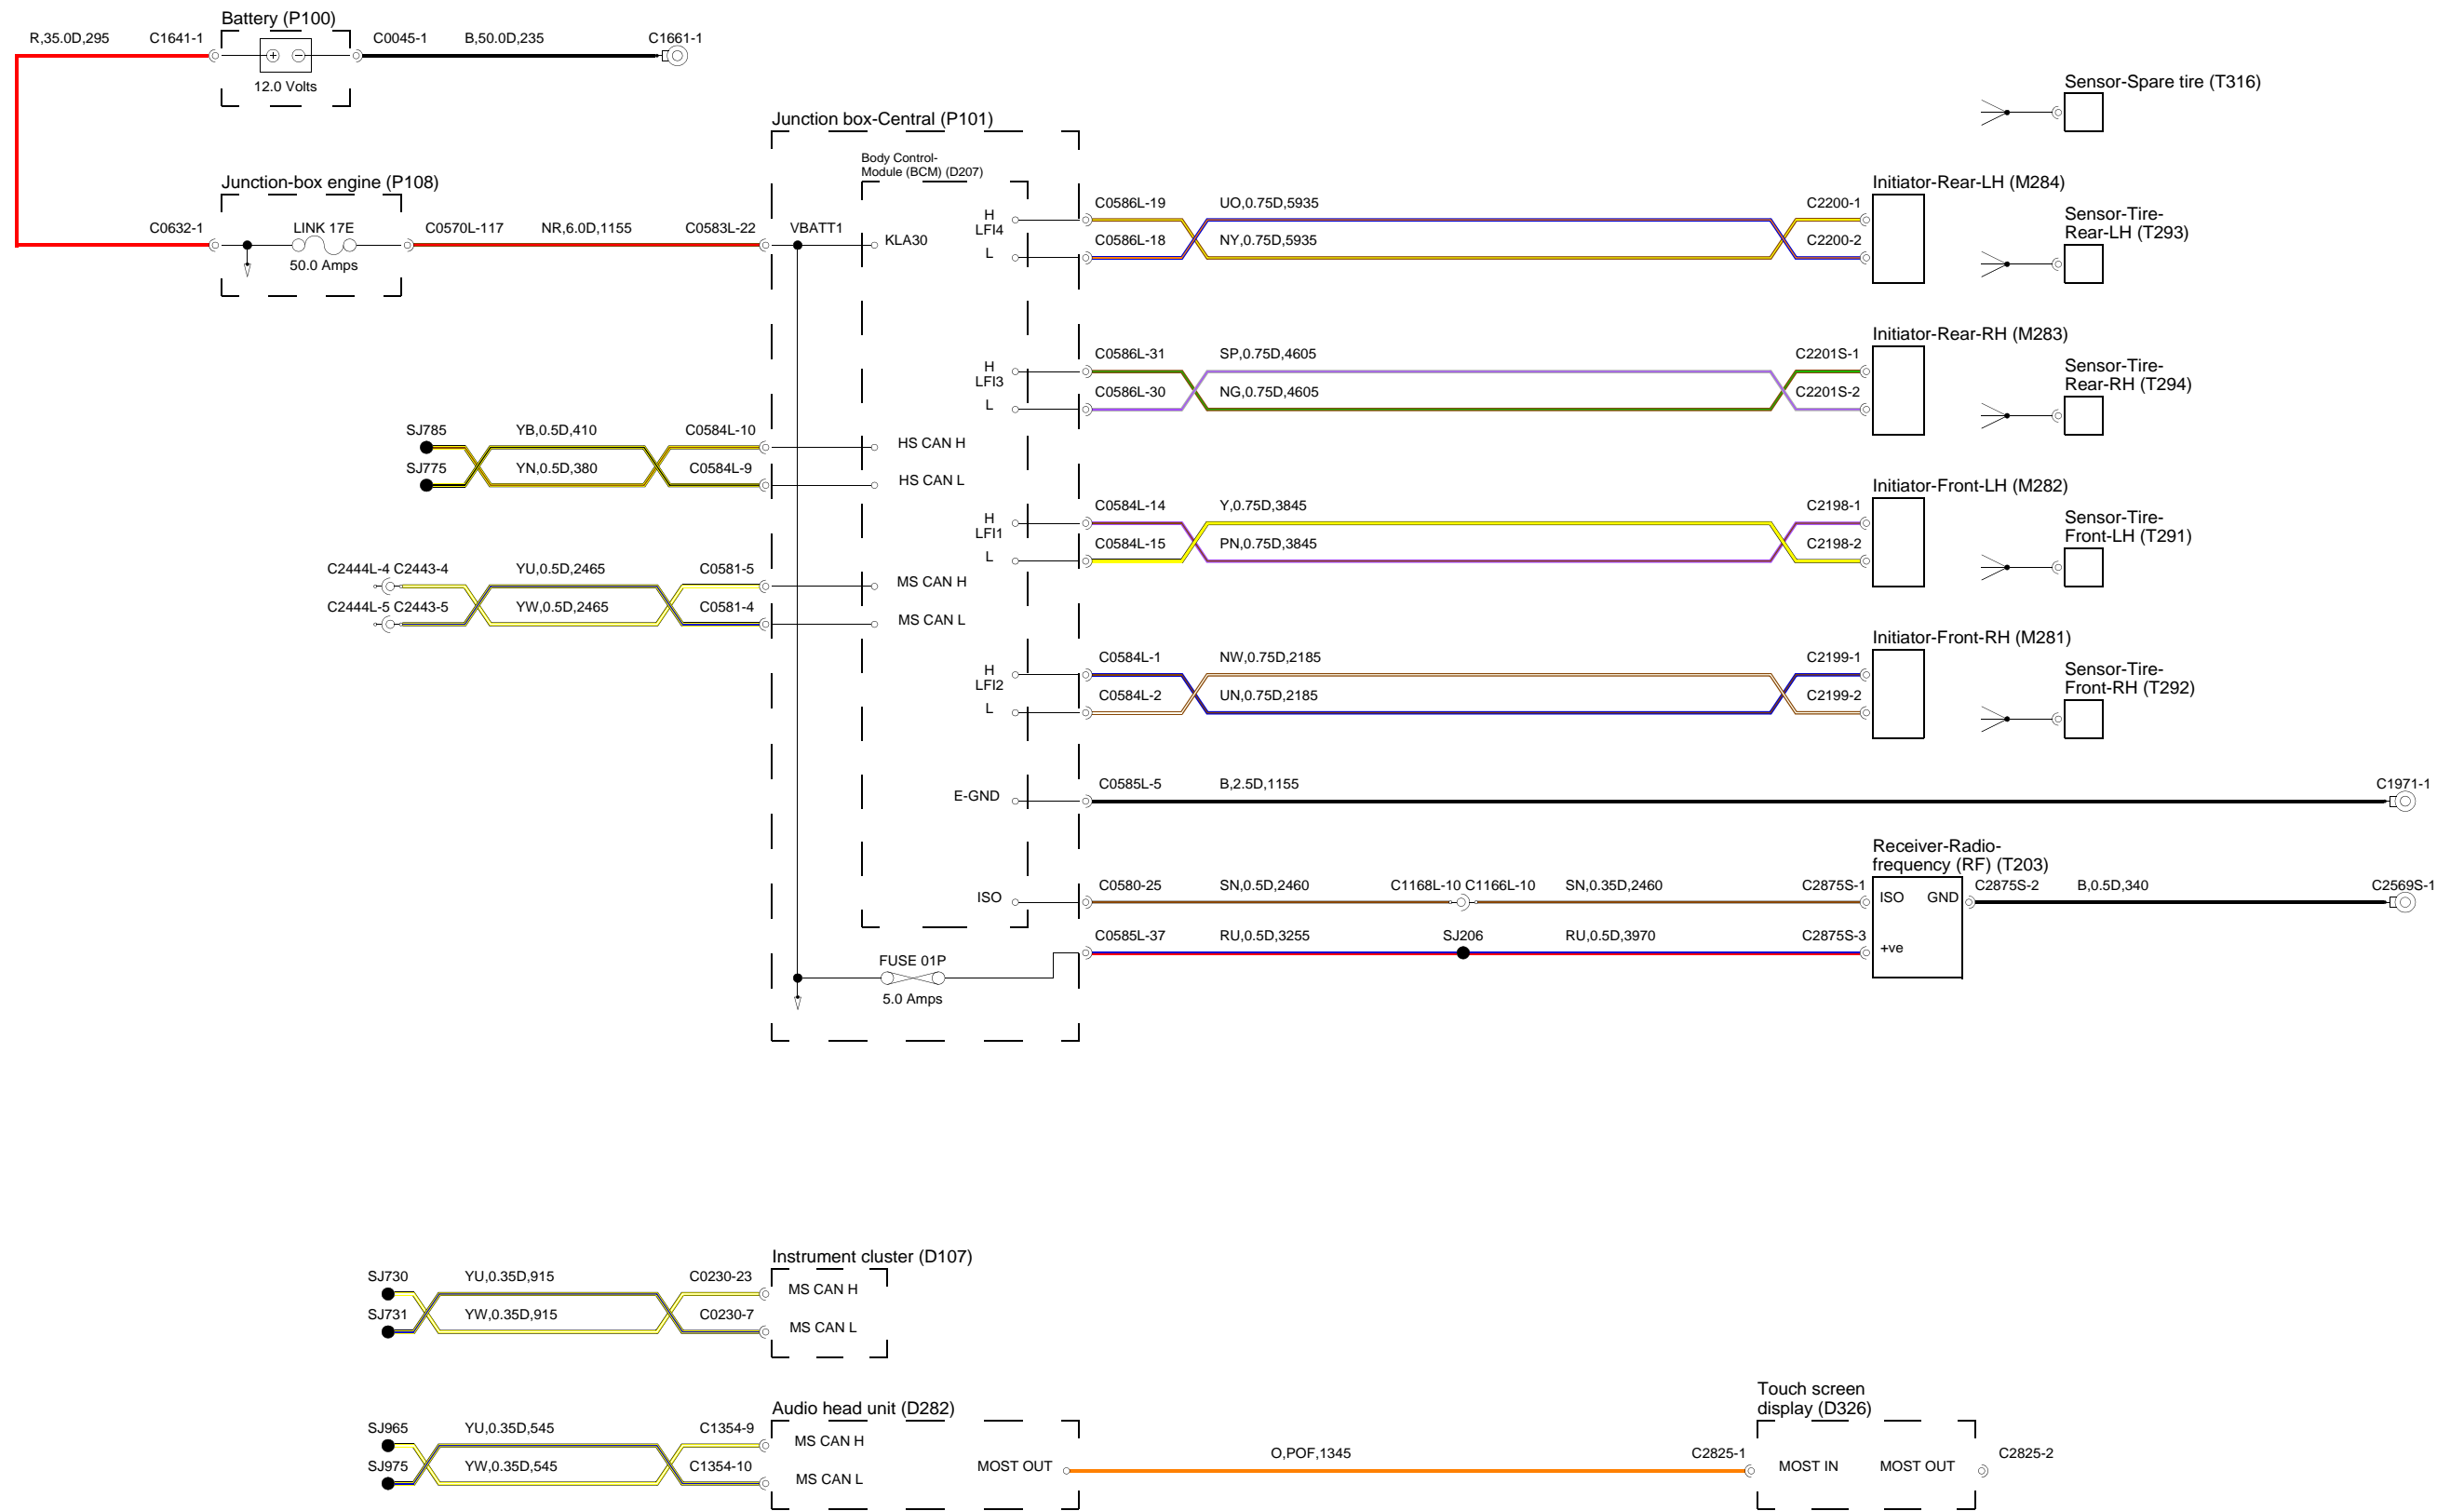 Battery (P100)
R,35.0D,295
C1641-1
C0045-1
B,50.0D,235
C1661-1
12.0 Volts
Sensor-Spare tire (T316)
Junction box-Central (P101)
Body Control-
Module (BCM) (D207)
Junction-box engine (P108)
C0632-1
LINK 17E
50.0 Amps
C0570L-117
NR,6.0D,1155
C0583L-22
VBATT1
KLA30
H
LFI4
L
C0586L-19
UO,0.75D,5935
C2200-1
C0586L-18
NY,0.75D,5935
C2200-2
Initiator-Rear-LH (M284)
Sensor-Tire-
Rear-LH (T293)
H
LFI3
L
C0586L-31
SP,0.75D,4605
C2201S-1
C0586L-30
NG,0.75D,4605
C2201S-2
Initiator-Rear-RH (M283)
Sensor-Tire-
Rear-RH (T294)
SJ785
YB,0.5D,410
C0584L-10
HS CAN H
SJ775
YN,0.5D,380
C0584L-9
HS CAN L
H
LFI1
L
C0584L-14
Y,0.75D,3845
C2198-1
C0584L-15
PN,0.75D,3845
C2198-2
Initiator-Front-LH (M282)
Sensor-Tire-
Front-LH (T291)
C2444L-4 C2443-4
YU,0.5D,2465
C0581-5
MS CAN H
C2444L-5 C2443-5
YW,0.5D,2465
C0581-4
MS CAN L
H
LFI2
L
C0584L-1
NW,0.75D,2185
C2199-1
C0584L-2
UN,0.75D,2185
C2199-2
Initiator-Front-RH (M281)
Sensor-Tire-
Front-RH (T292)
E-GND
C0585L-5
B,2.5D,1155
C1971-1
Receiver-Radio-
frequency (RF) (T203)
ISO
C0580-25
SN,0.5D,2460
C1168L-10 C1166L-10
SN,0.35D,2460
C2875S-1
ISO
GND
C2875S-2
B,0.5D,340
C2569S-1
C0585L-37
RU,0.5D,3255
SJ206
RU,0.5D,3970
C2875S-3
+ve
FUSE 01P
5.0 Amps
Instrument cluster (D107)
SJ730
YU,0.35D,915
C0230-23
MS CAN H
SJ731
YW,0.35D,915
C0230-7
MS CAN L
Audio head unit (D282)
SJ965
YU,0.35D,545
C1354-9
MS CAN H
SJ975
YW,0.35D,545
C1354-10
MS CAN L
MOST OUT
O,POF,1345
C2825-1
Touch screen
display (D326)
MOST IN
MOST OUT
C2825-2